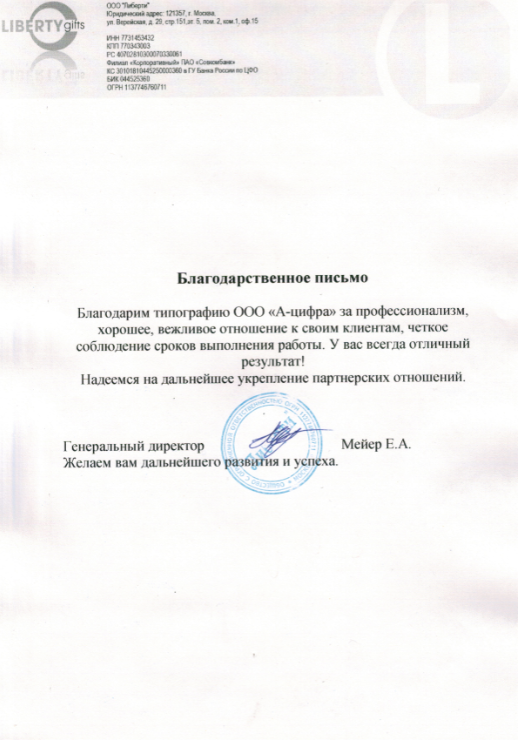 LIBERTY gifts
ООО "Либерти"
Юридический адрес: 121357, г. Москва,
ул. Верейская, д. 29, стр.151,эт. 5, пом. 2, ком.1, оф.15
ИНН 7731453432
КПП 770343003
РС 40702810300070330061
Филиал «Корпоративный» ПАО «Совкомбанк»
КС 30101810445250000360 в ГУ Банка России по ЦФО
БИК 044525360
ОГРН 1137746760711
Благодарственное письмо
Благодарим типографию ООО «А-цифра» за профессионализм,
хорошее, вежливое отношение к своим клиентам, четкое
соблюдение сроков выполнения работы. У вас всегда отличный
результат!
Надеемся на дальнейшее укрепление партнерских отношений.
Генеральный директор Мейер Е.А.
Желаем вам дальнейшего развития и успеха.